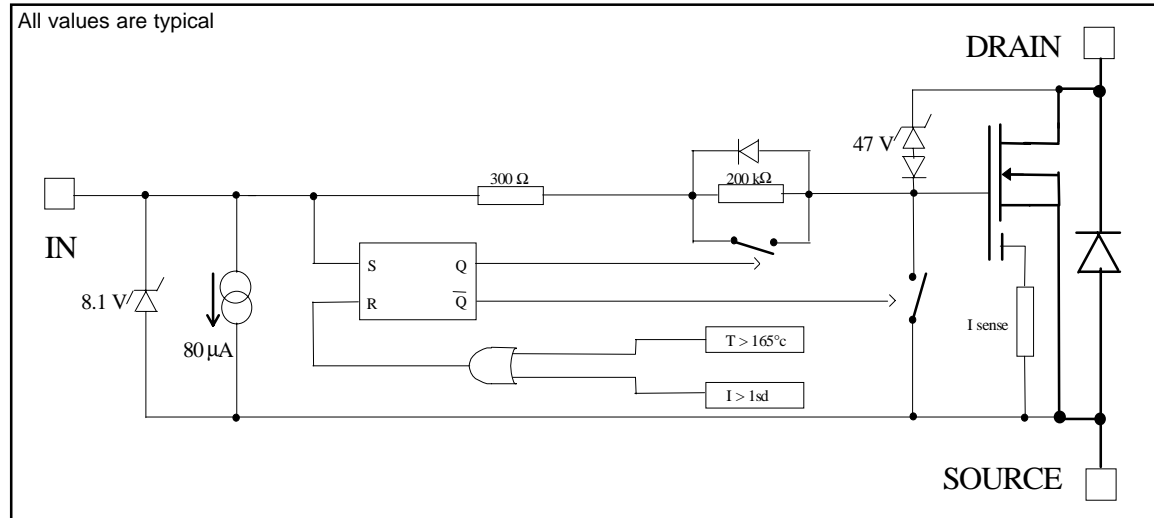 All values are typical
DRAIN
47 V
300 Ω
200 kΩ
IN
S
Q
R
Q̅
8.1 V
80 µA
I sense
T > 165°c
I > 1sd
SOURCE